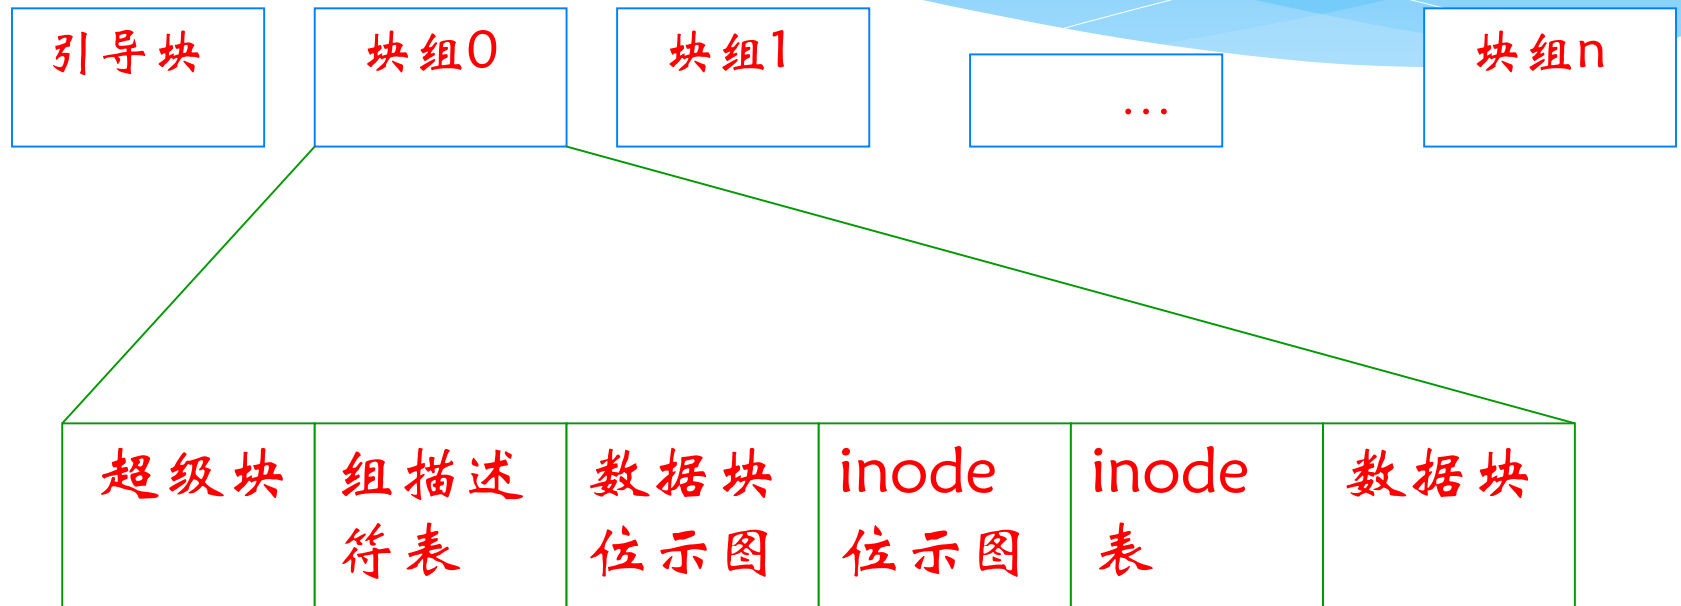 引导块
块组0
块组1
...
块组n
超级块
组描述
符表
数据块
位示图
inode
位示图
inode
表
数据块